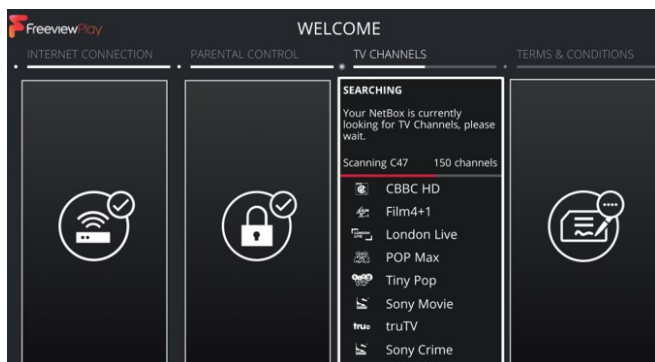 FreeviewPlay
WELCOME
INTERNET CONNECTION
PARENTAL CONTROL
TV CHANNELS
TERMS & CONDITIONS
SEARCHING
Your NetBox is currently
looking for TV Channels, please
wait.
Scanning C47 150 channels
CBBC HD
Film4+1
London Live
POP Max
Tiny Pop
Sony Movie
true truTV
Sony Crime